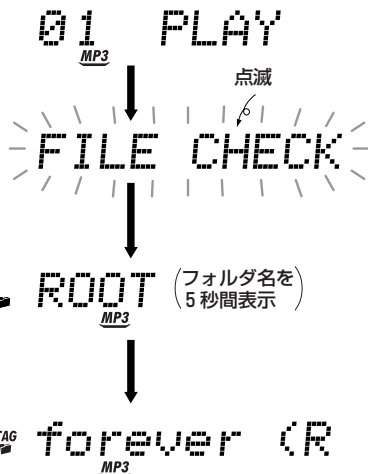 01 PLAY
MP3
点滅
FILE CHECK
ROOT
MP3
フォルダ名を
5秒間表示
TAG
forever (R
MP3